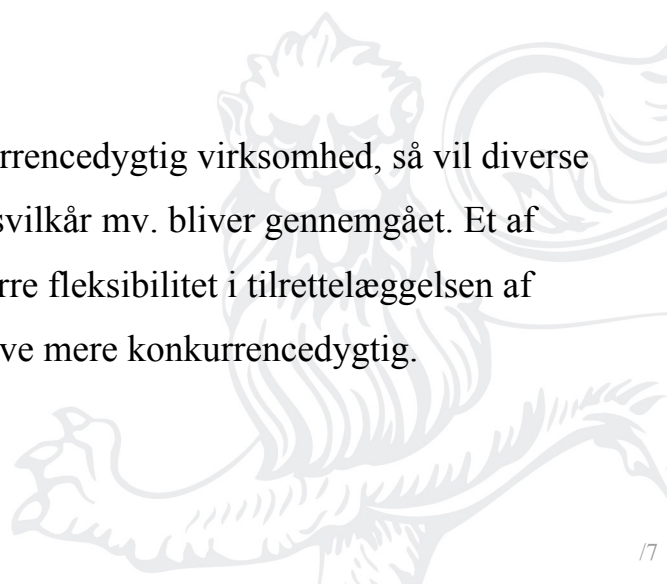 rrencedygtig virksomhed, så vil diverse
svilkår mv. bliver gennemgået. Et af
rre fleksibilitet i tilrettelæggelsen af
ve mere konkurrencedygtig.
/7